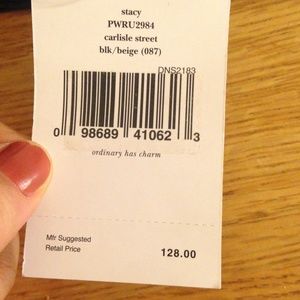 stacy
PWRU2984
carlisle street
blk/beige (087)
DNS2183
0 98689 41062 3
ordinary has charm
Mfr Suggested
Retail Price 128.00